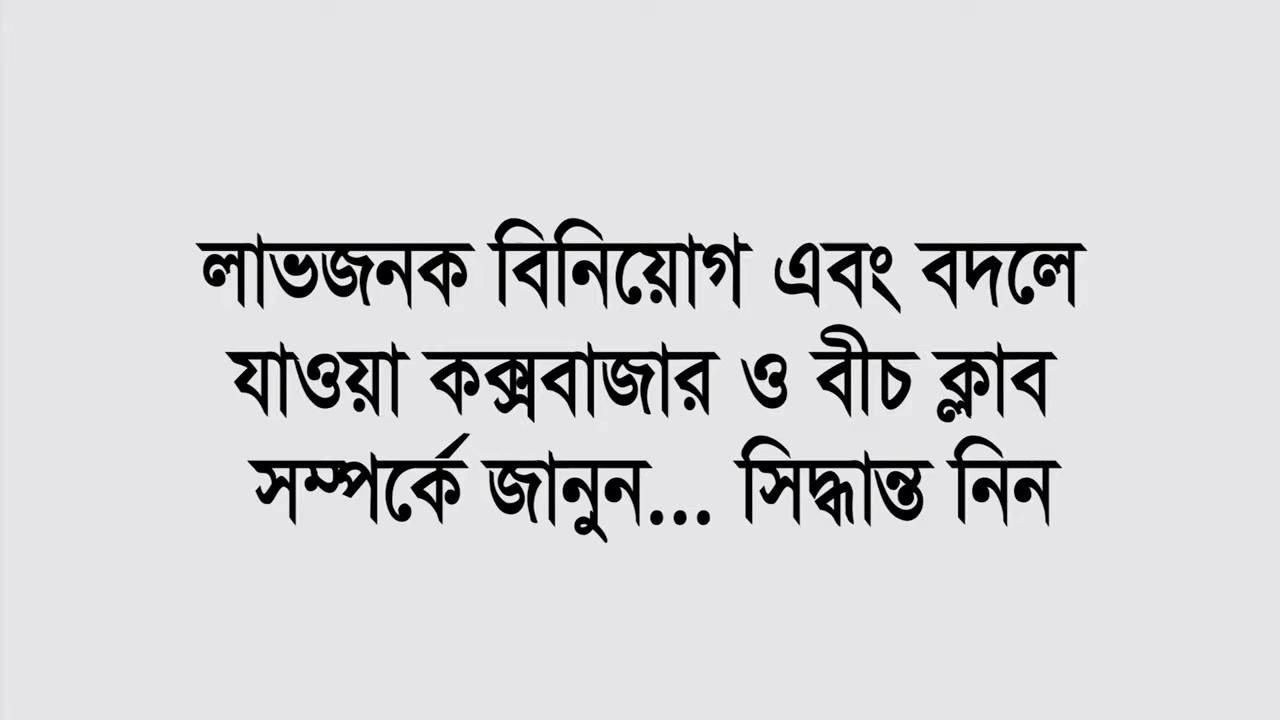 লাভজনক বিনিয়োগ এবং বদলে
যাওয়া কক্সবাজার ও বীচ ক্লাব
সম্পর্কে জানুন... সিদ্ধান্ত নিন